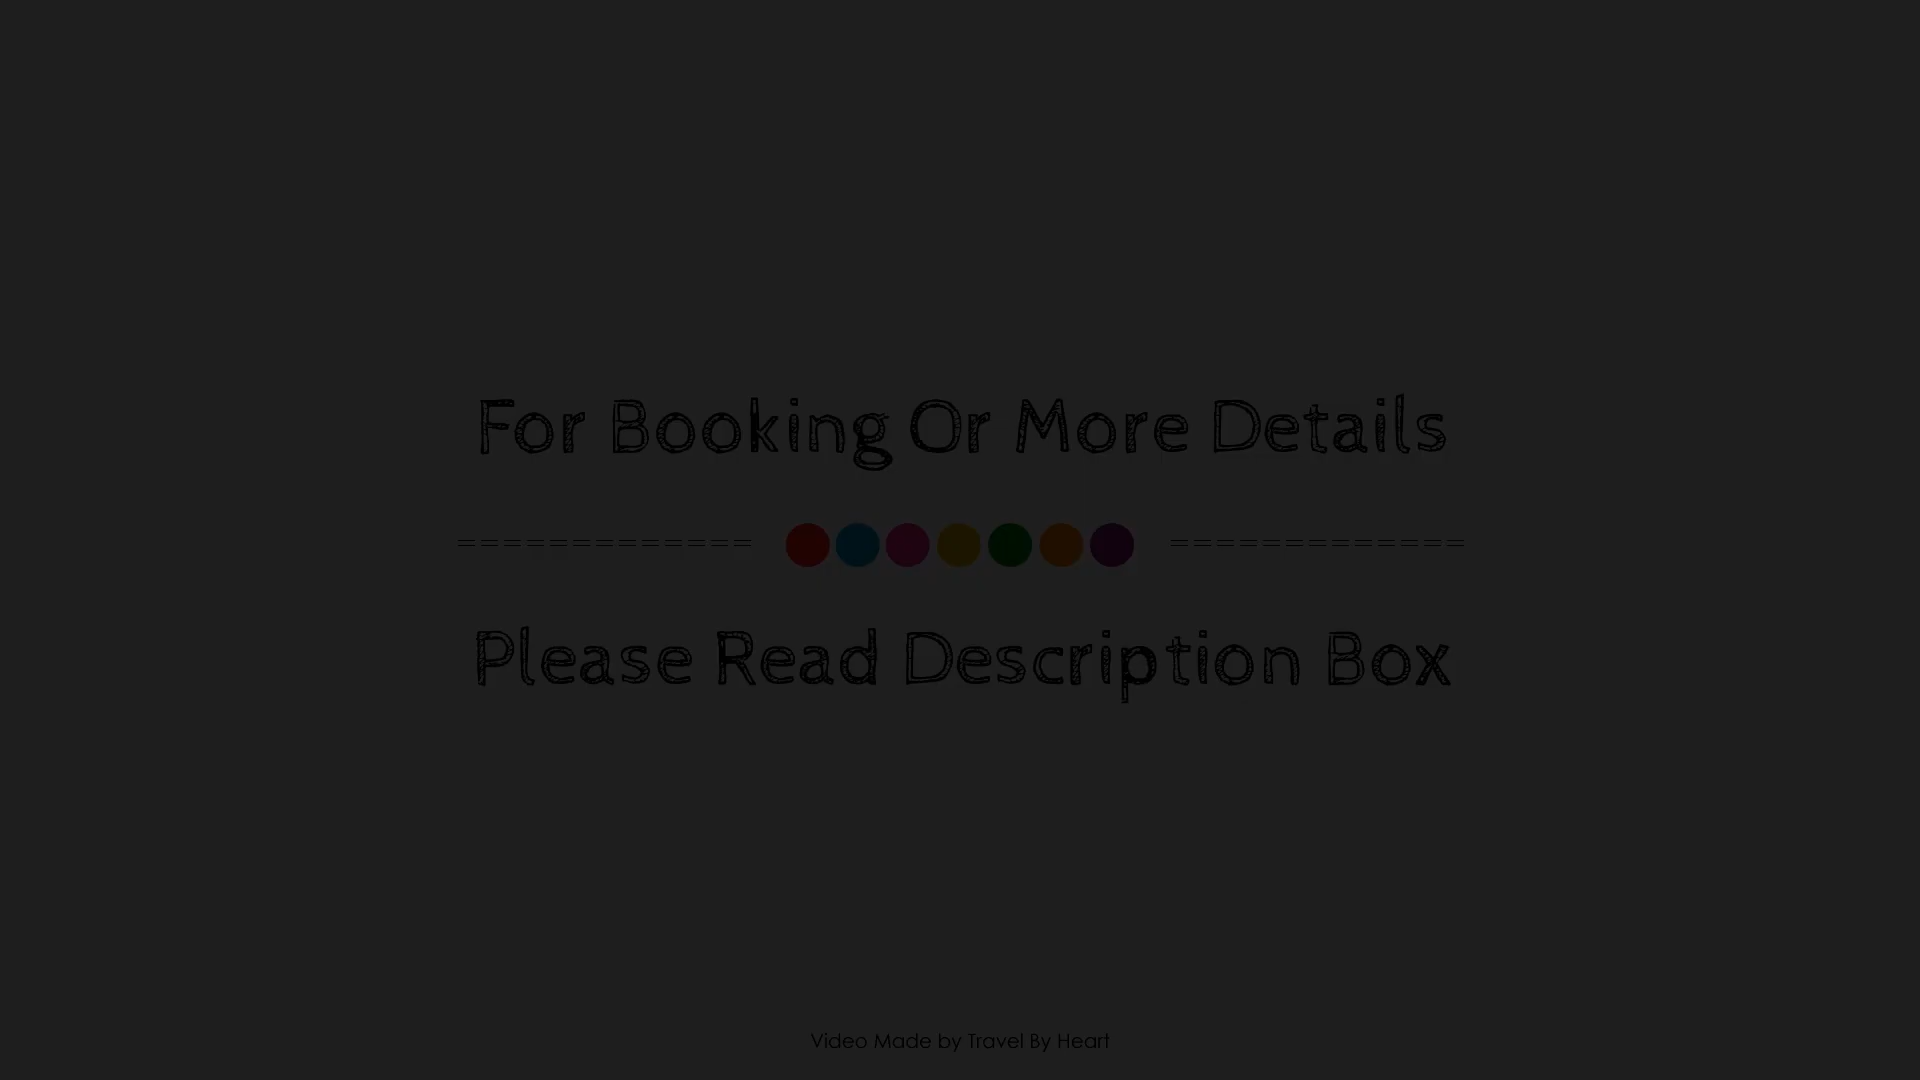 For Booking Or More Details
============= =============
Please Read Description Box
Video Made by Travel By Heart